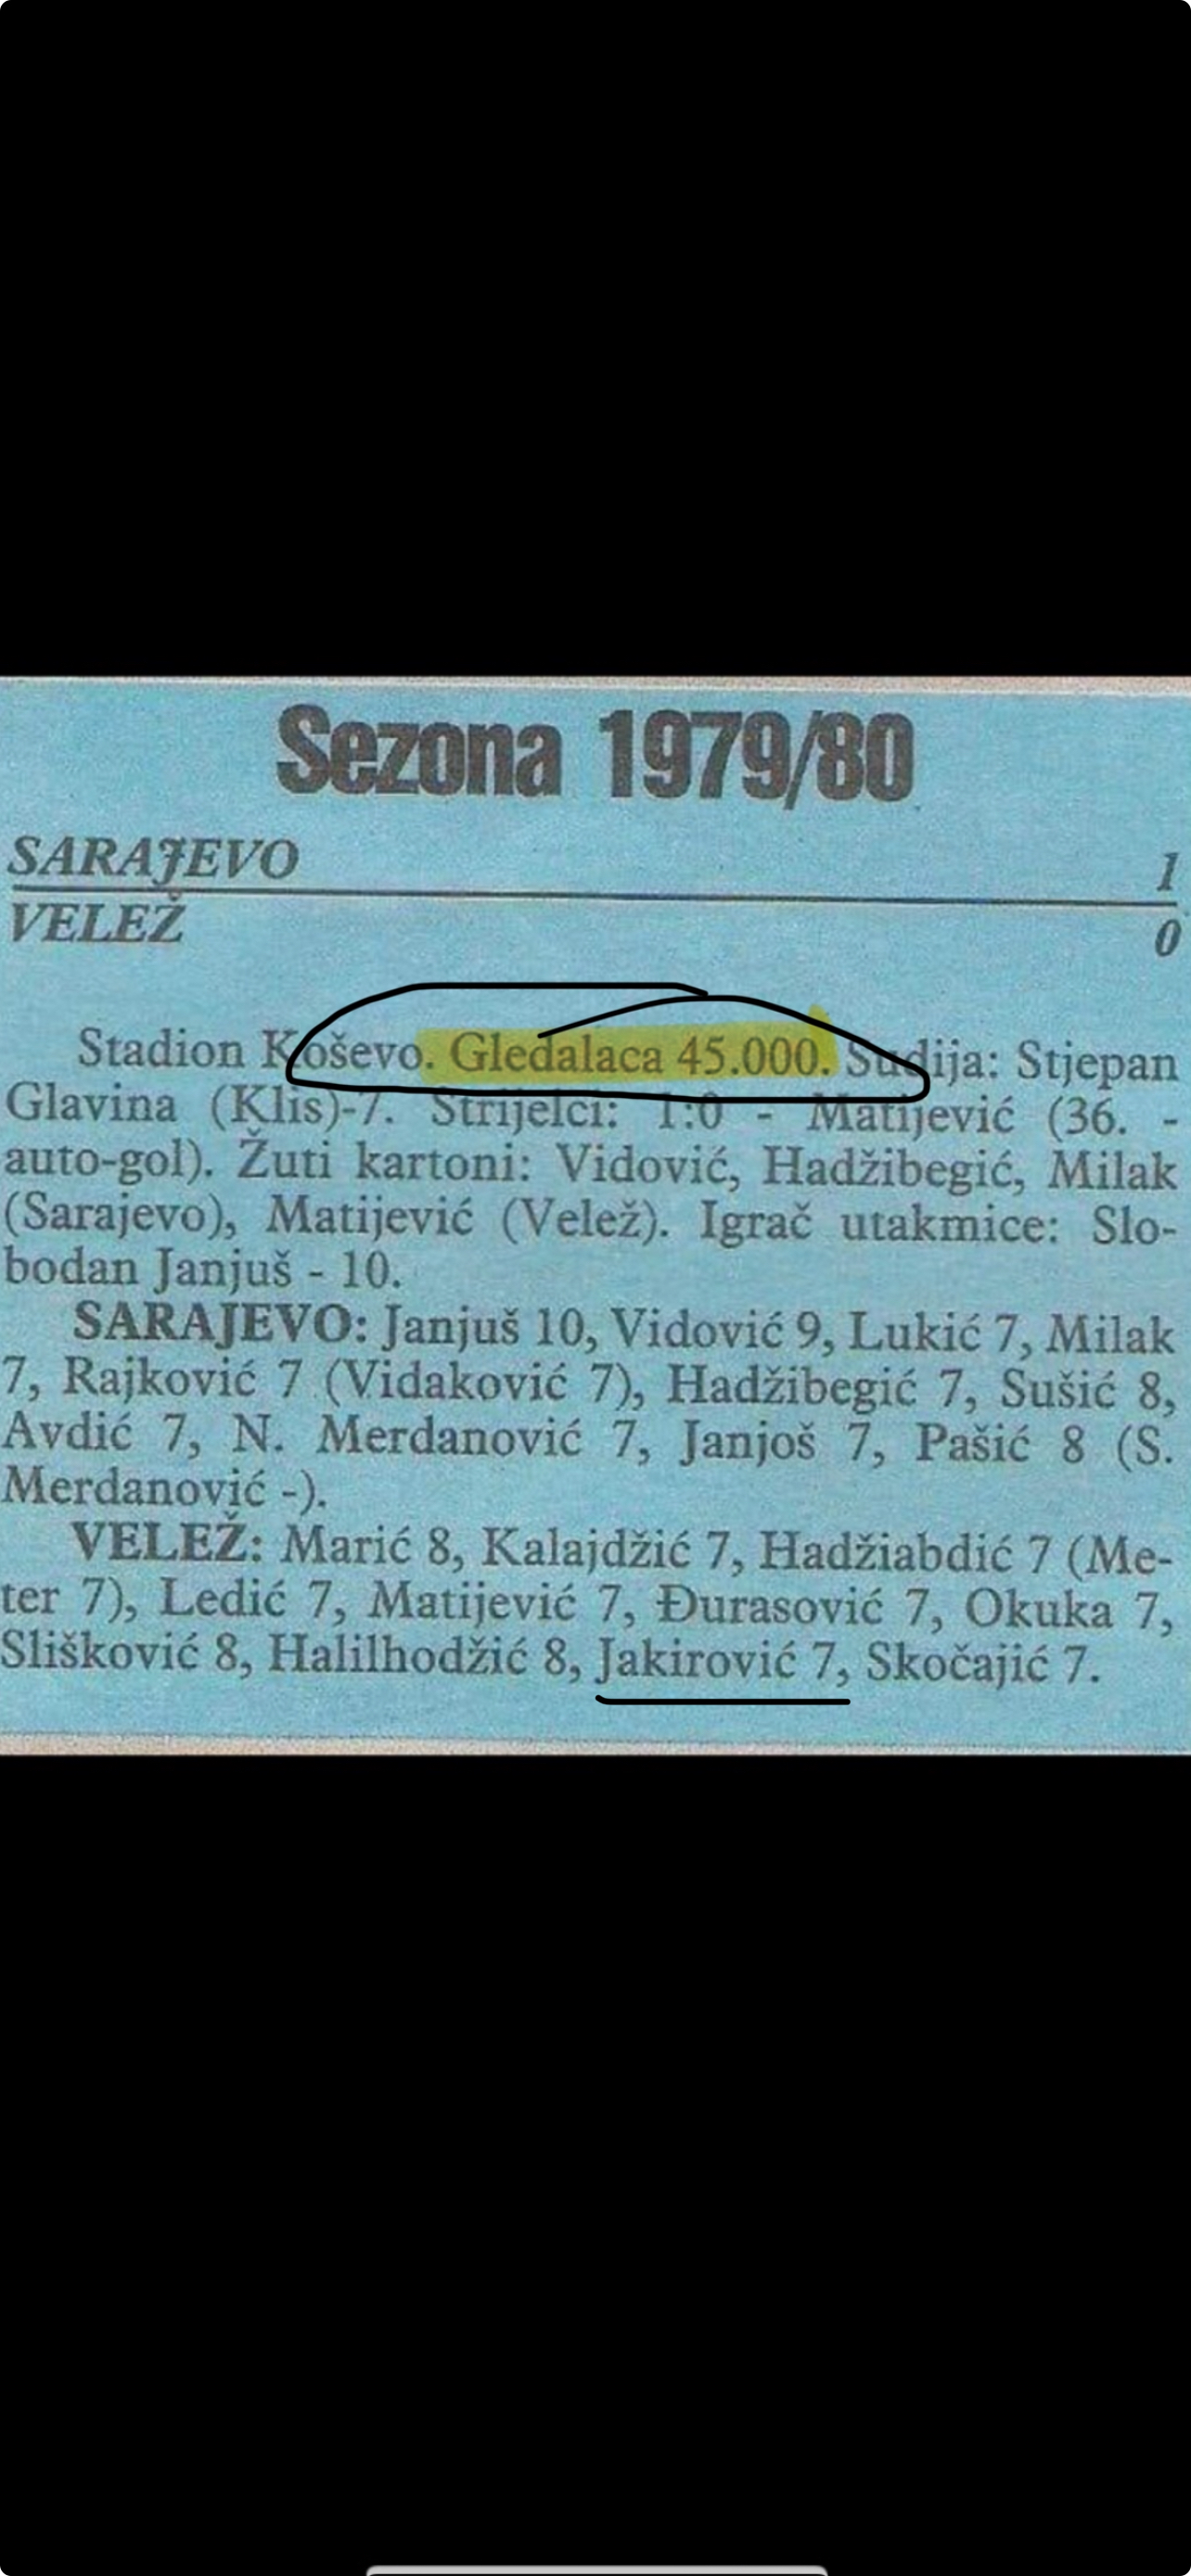 Sezona 1979/80
SARAJEVO 1
VELEŽ 0
Stadion Koševo. Gledalaca 45.000. Sudija: Stjepan
Glavina (Klis)-7. Strijelci: 1:0 - Matijević (36. -
auto-gol). Žuti kartoni: Vidović, Hadžibegić, Milak
(Sarajevo), Matijević (Velež). Igrač utakmice: Slo-
bodan Janjuš - 10.
SARAJEVO: Janjuš 10, Vidović 9, Lukić 7, Milak
7, Rajković 7 (Vidaković 7), Hadžibegić 7, Sušić 8,
Avdić 7, N. Merdanović 7, Janjoš 7, Pašić 8 (S.
Merdanović -).
VELEŽ: Marić 8, Kalajdžić 7, Hadžiabdić 7 (Me-
ter 7), Ledić 7, Matijević 7, Đurasović 7, Okuka 7,
Slišković 8, Halilhodžić 8, Jakirović 7, Skočajić 7.